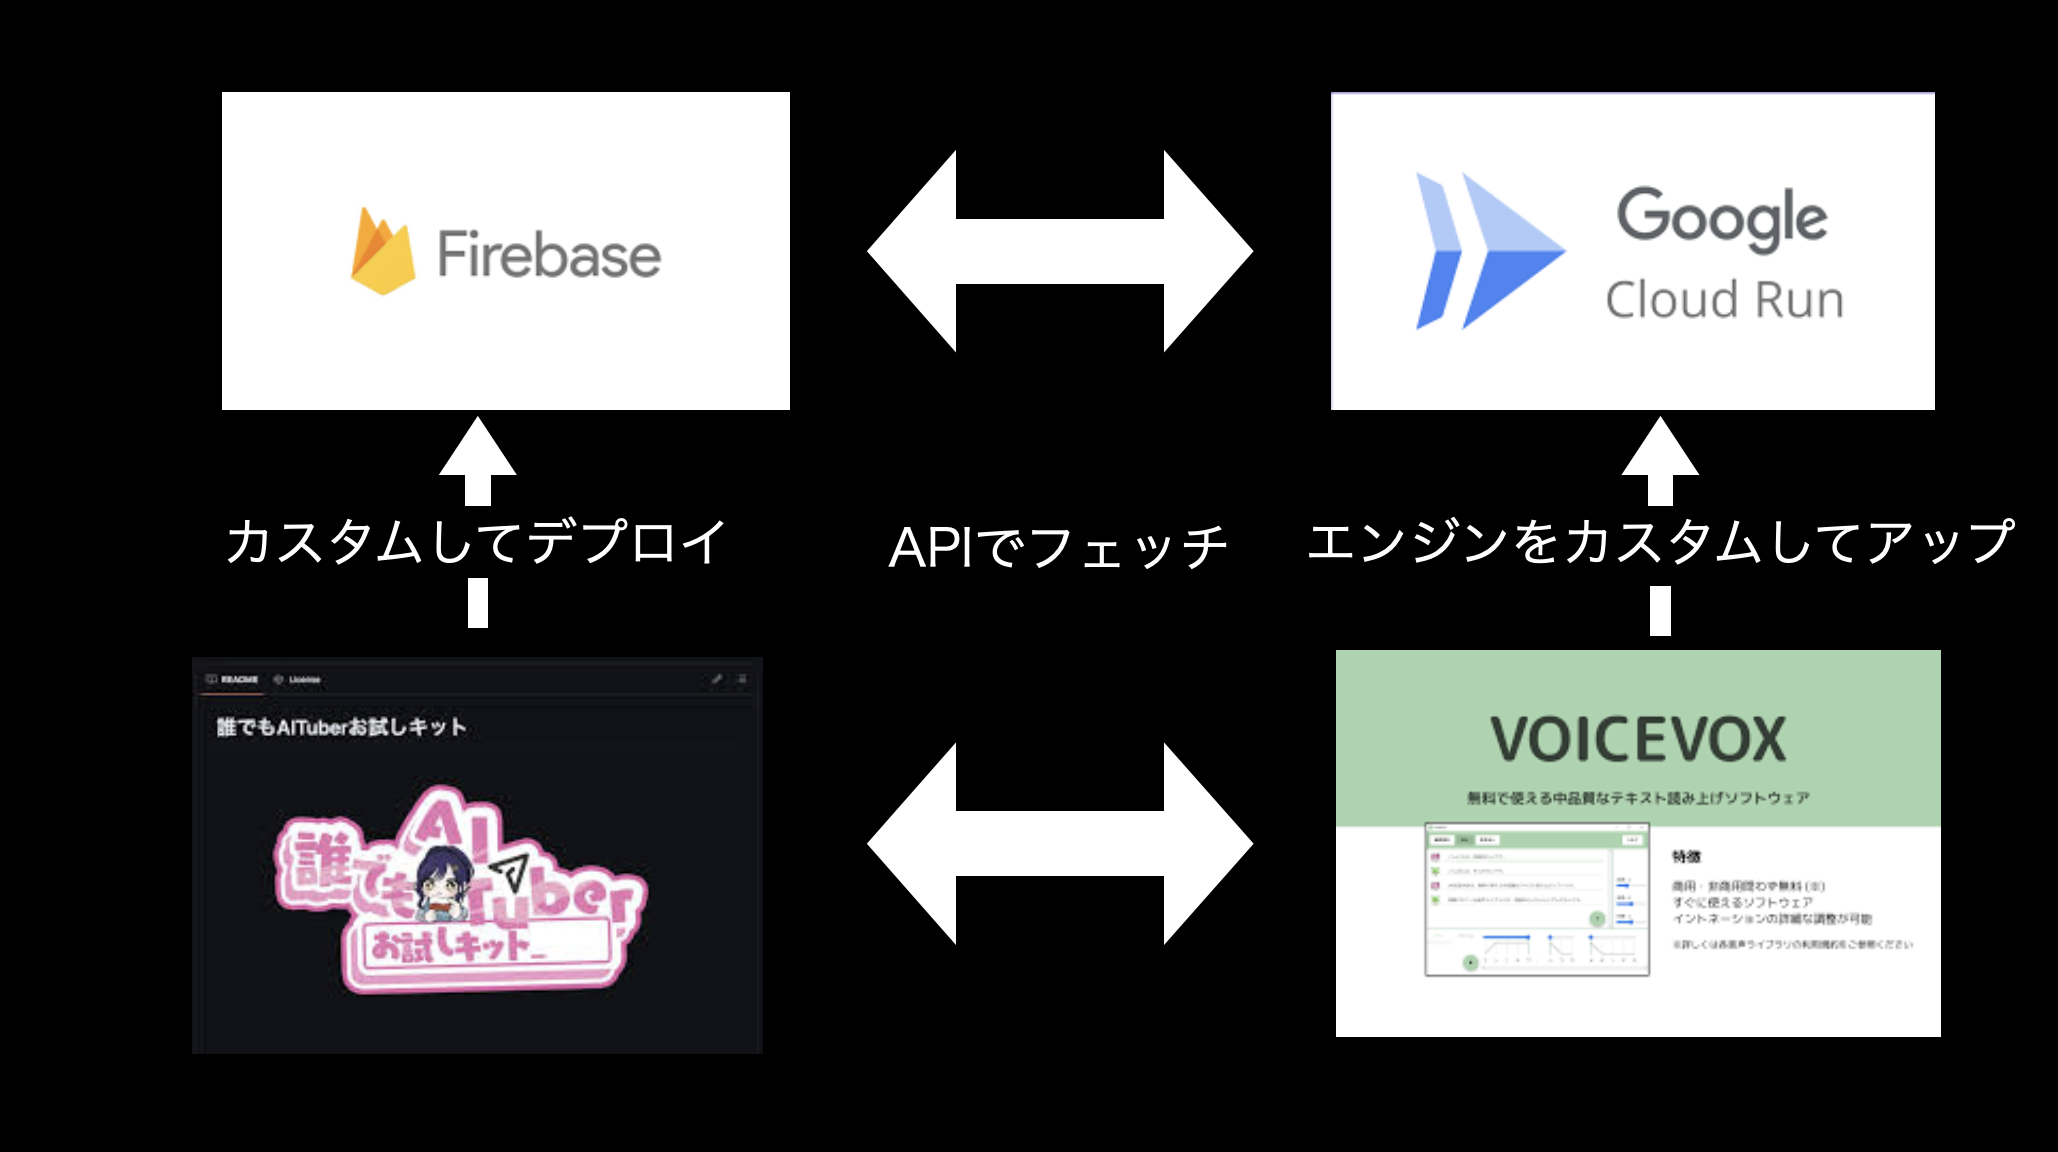 Firebase
Google
Cloud Run
カスタムしてデプロイ
APIでフェッチ
エンジンをカスタムしてアップ
README License
誰でもAITuberお試しキット
誰でもAITuber
お試しキット_
VOICEVOX
無料で使える中品質なテキスト読み上げソフトウェア
特徴
商用・非商用問わず無料(※)
すぐに使えるソフトウェア
イントネーションの詳細な調整が可能
※詳しくは各音声ライブラリの利用規約をご参照ください